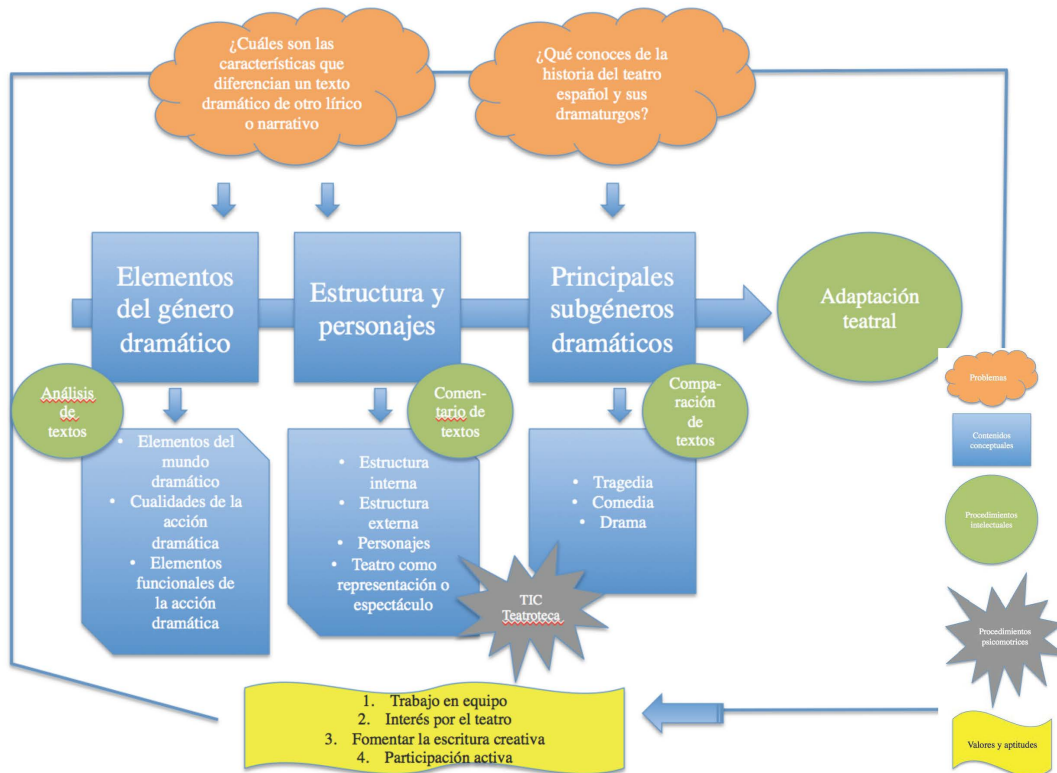 ¿Cuáles son las
características que
diferencian un texto
dramático de otro lírico
o narrativo
¿Qué conoces de la
historia del teatro
español y sus
dramaturgos?
Elementos
del género
dramático
Estructura y
personajes
Principales
subgéneros
dramáticos
Adaptación
teatral
Análisis
de
textos
Comen-
tario de
textos
Compa-
ración
de
textos
• Elementos del
mundo
dramático
• Cualidades de la
acción
dramática
• Elementos
funcionales de
la acción
dramática
• Estructura
interna
• Estructura
externa
• Personajes
• Teatro como
representación o
espectáculo
• Tragedia
• Comedia
• Drama
TIC
Teatroteca
1. Trabajo en equipo
2. Interés por el teatro
3. Fomentar la escritura creativa
4. Participación activa
Problemas
Contenidos
conceptuales
Procedimientos
intelectuales
Procedimientos
psicomotrices
Valores y aptitudes